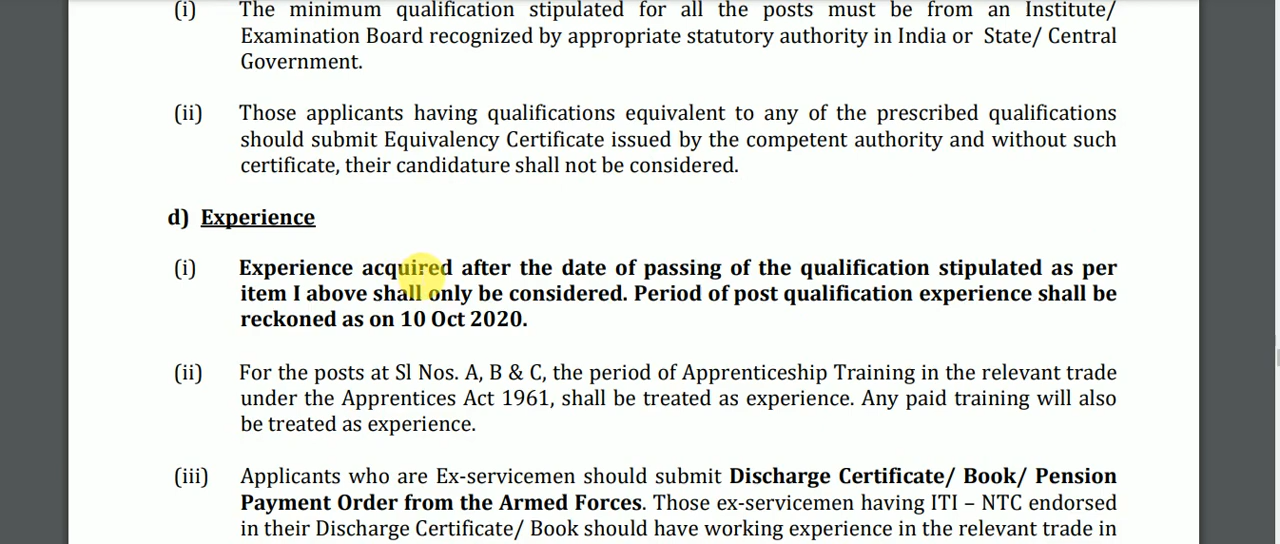 (i) The minimum qualification stipulated for all the posts must be from an Institute/
Examination Board recognized by appropriate statutory authority in India or State/ Central
Government.
(ii) Those applicants having qualifications equivalent to any of the prescribed qualifications
should submit Equivalency Certificate issued by the competent authority and without such
certificate, their candidature shall not be considered.
d) Experience
(i) Experience acquired after the date of passing of the qualification stipulated as per
item I above shall only be considered. Period of post qualification experience shall be
reckoned as on 10 Oct 2020.
(ii) For the posts at Sl Nos. A, B & C, the period of Apprenticeship Training in the relevant trade
under the Apprentices Act 1961, shall be treated as experience. Any paid training will also
be treated as experience.
(iii) Applicants who are Ex-servicemen should submit Discharge Certificate/ Book/ Pension
Payment Order from the Armed Forces. Those ex-servicemen having ITI – NTC endorsed
in their Discharge Certificate/ Book should have working experience in the relevant trade in